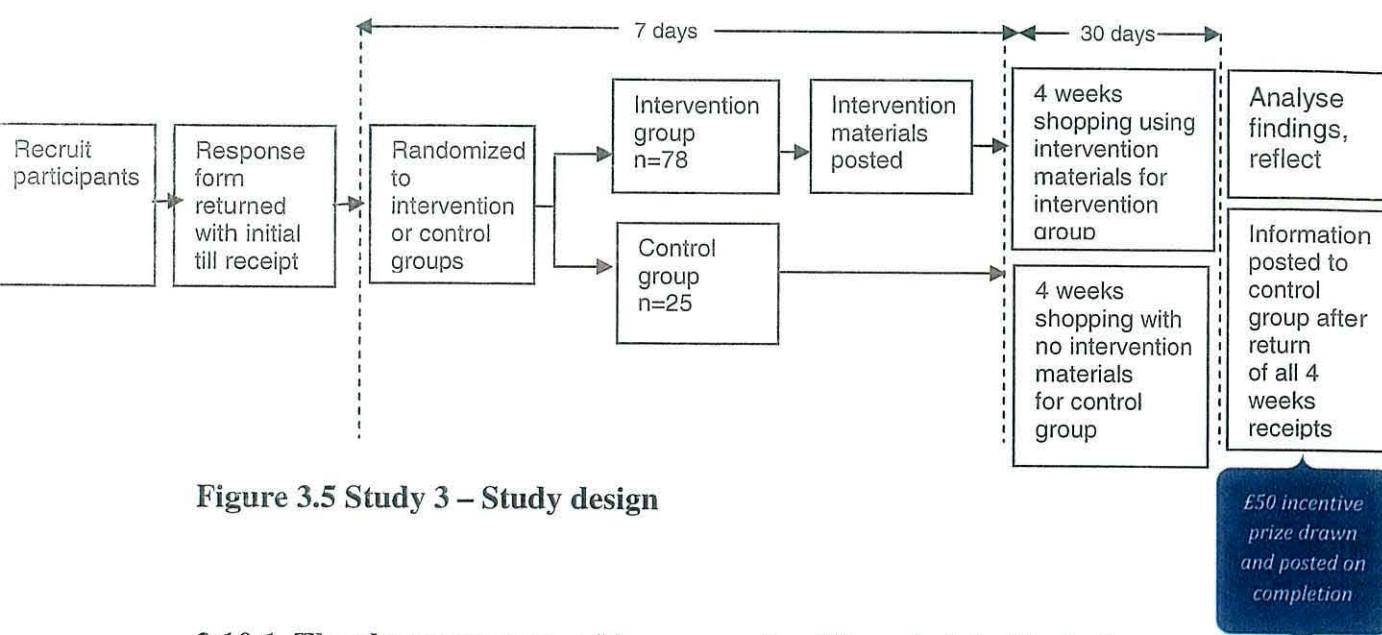 7 days
30 days
Recruit
participants
Response
form
returned
with initial
till receipt
Randomized
to
intervention
or control
groups
Intervention
group
n=78
Intervention
materials
posted
Control
group
n=25
4 weeks
shopping using
intervention
materials for
intervention
group
4 weeks
shopping with
no intervention
materials
for control
group
Analyse
findings,
reflect
Information
posted to
control
group after
return
of all 4
weeks
receipts
£50 incentive
prize drawn
and posted on
completion
Figure 3.5 Study 3 – Study design